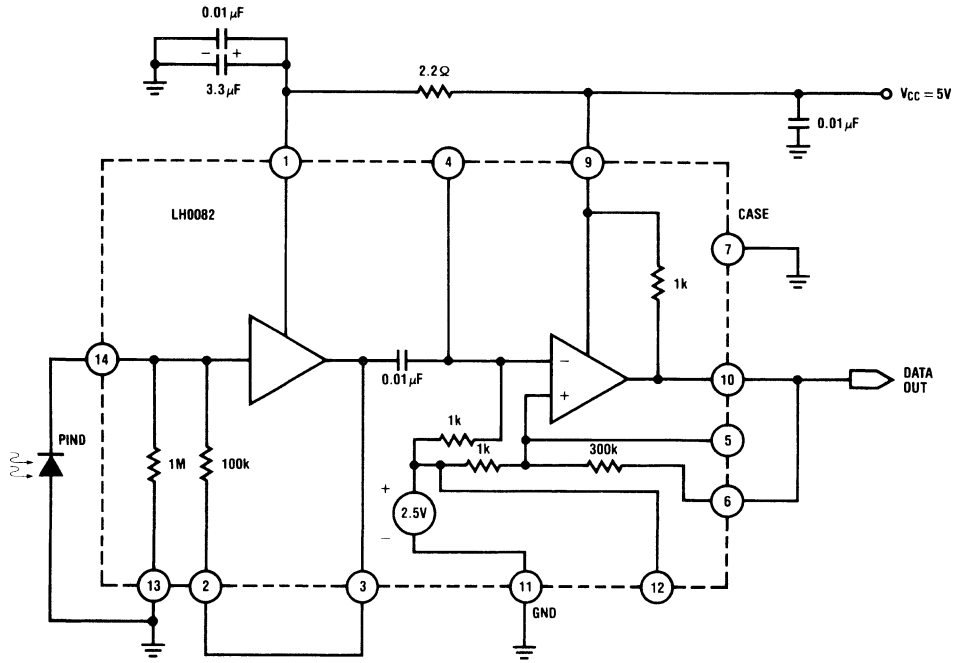 0.01 μF
− +
3.3 μF
2.2Ω
VCC = 5V
0.01 μF
1
4
9
LH0082
CASE
7
1k
14
0.01 μF
−
+
10
DATA
OUT
PIND
1M
100k
1k
1k
300k
5
6
+
2.5V
−
13
2
3
11
GND
12